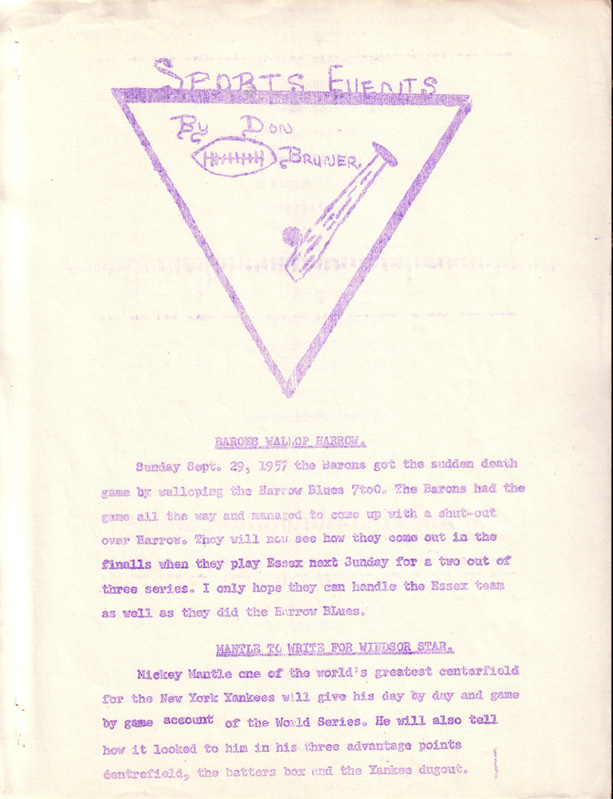 SPORTS EVENTS
By DON
BRUNER.
BARONS WALLOP HARROW.
Sunday Sept. 29, 1957 the Barons got the sudden death
game by walloping the Harrow Blues 7to0. The Barons had the
game all the way and managed to come up with a shut-out
over Harrow. They will now see how they come out in the
finalls when they play Essex next Sunday for a two out of
three series. I only hope they can handle the Essex team
as well as they did the Harrow BLues.
MANTLE TO WRITE FOR WINDSOR STAR.
Mickey Mantle one of the world's greatest centerfield
for the New York Yankees will give his day by day and game
by game account of the World Series. He will also tell
how it looked to him in his three advantage points
centrefield, the batters box and the Yankee dugout.